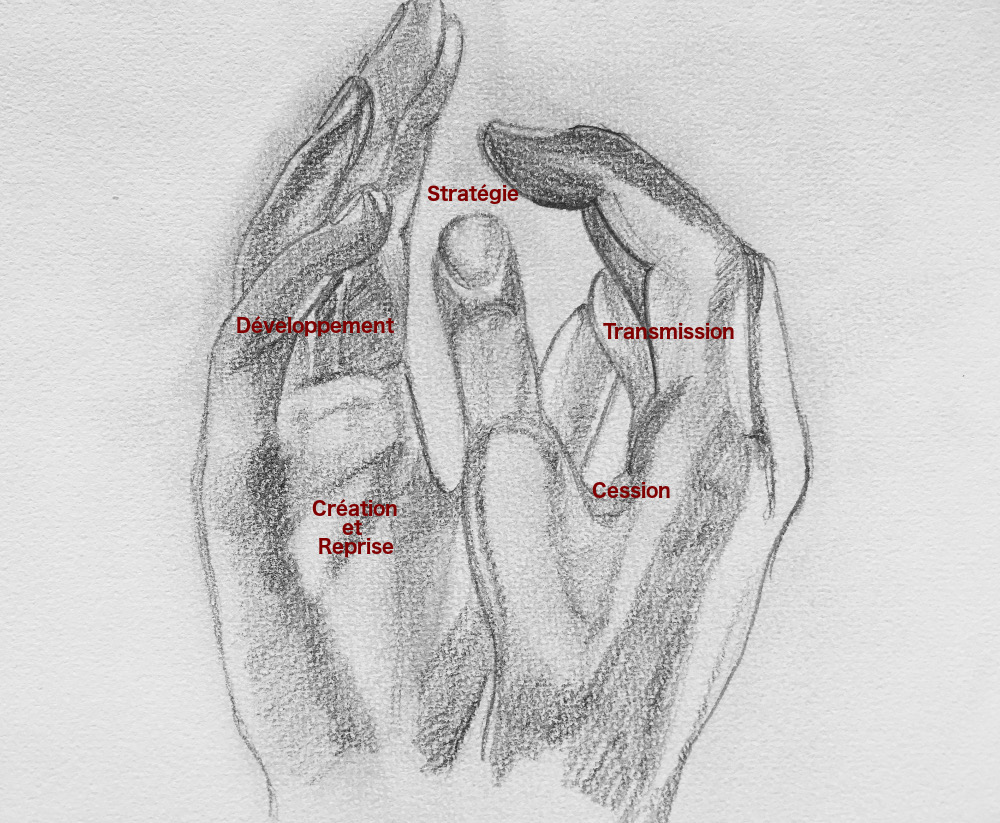 Stratégie
Développement
Transmission
Cession
Création
et
Reprise